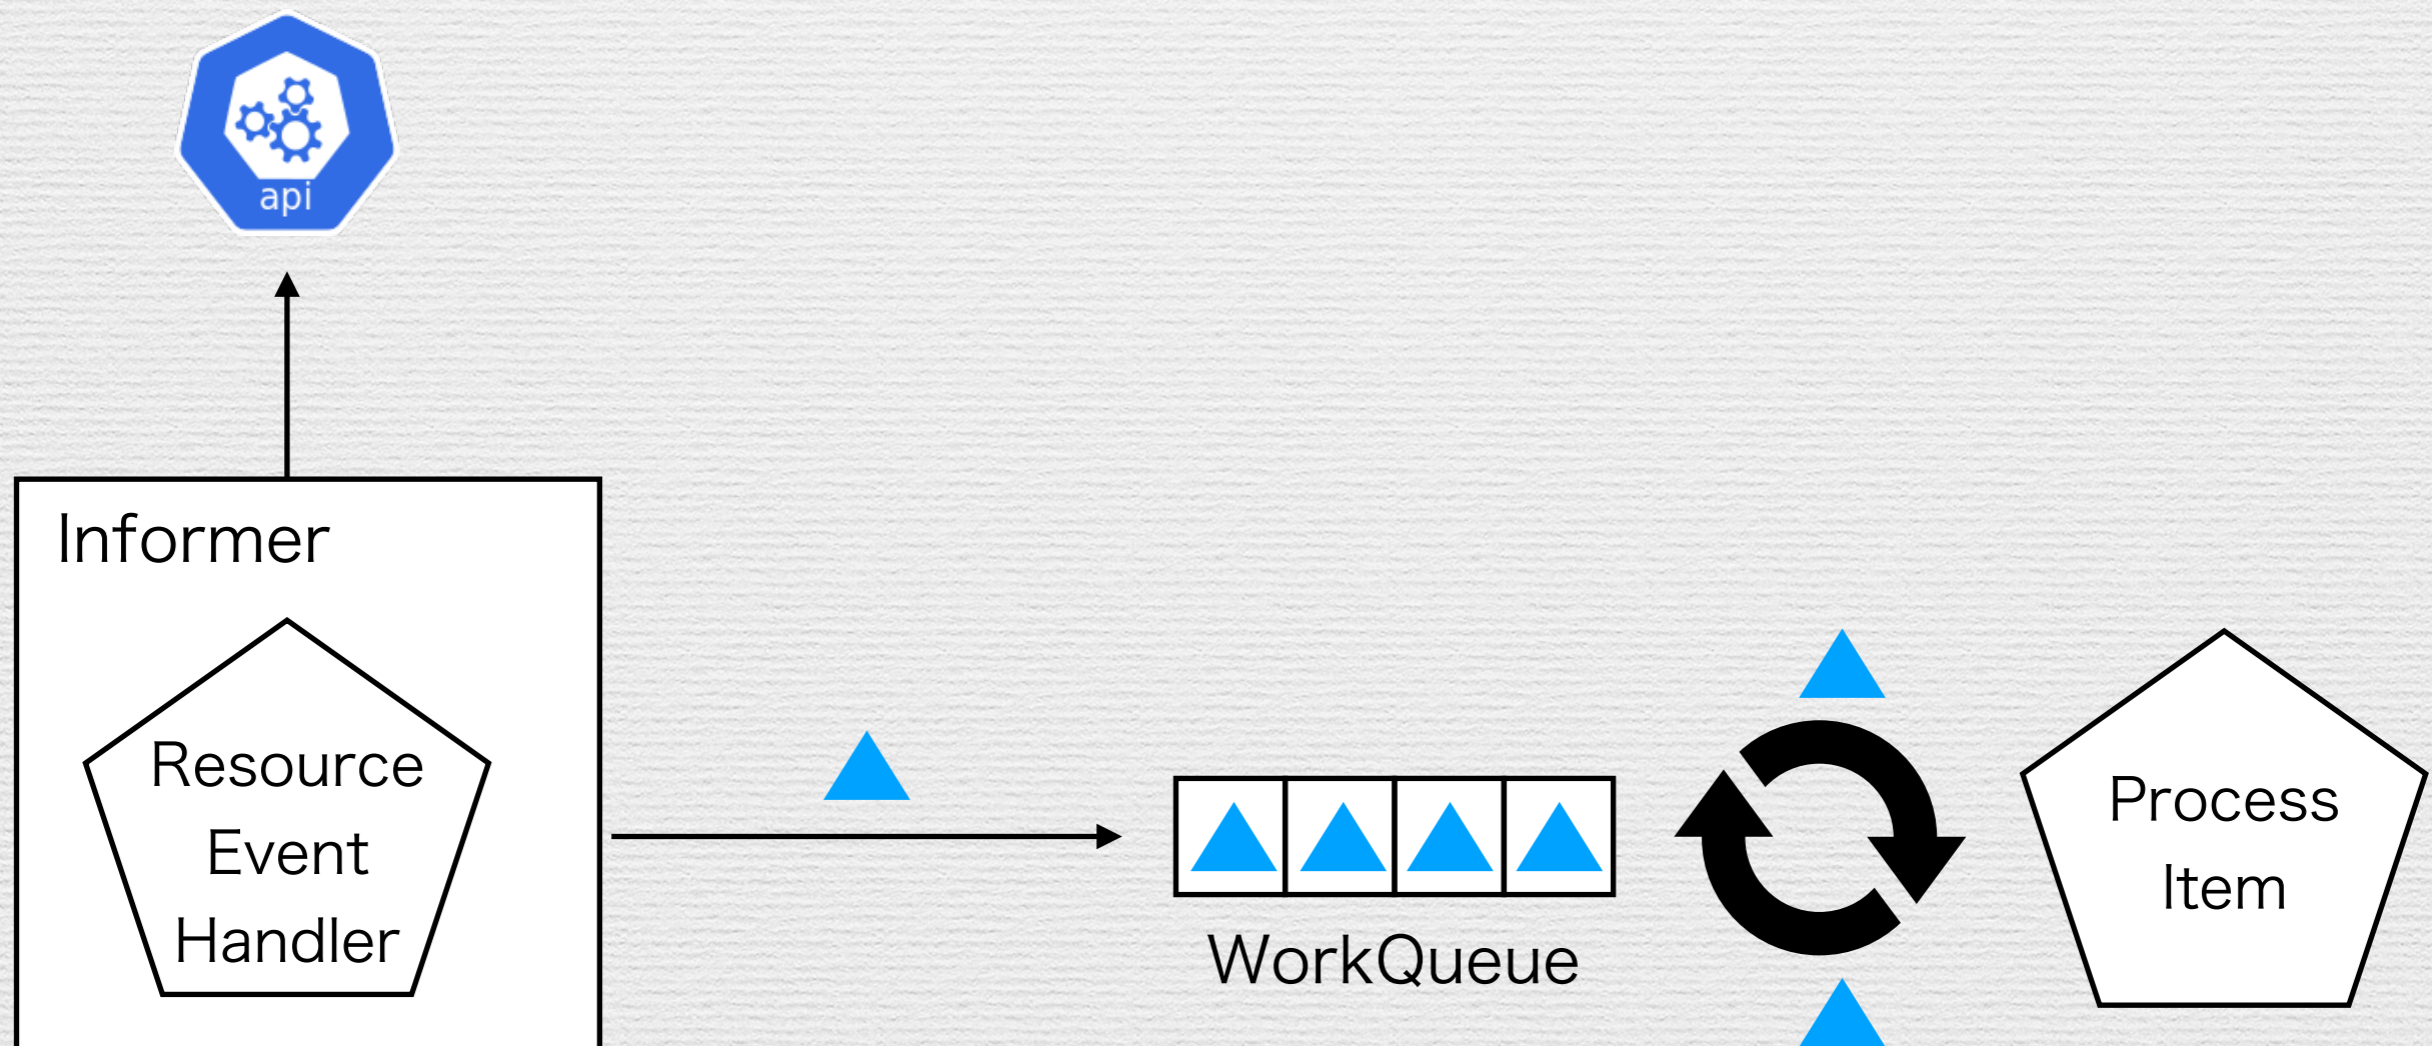 api
Informer
Resource
Event
Handler
WorkQueue
Process
Item